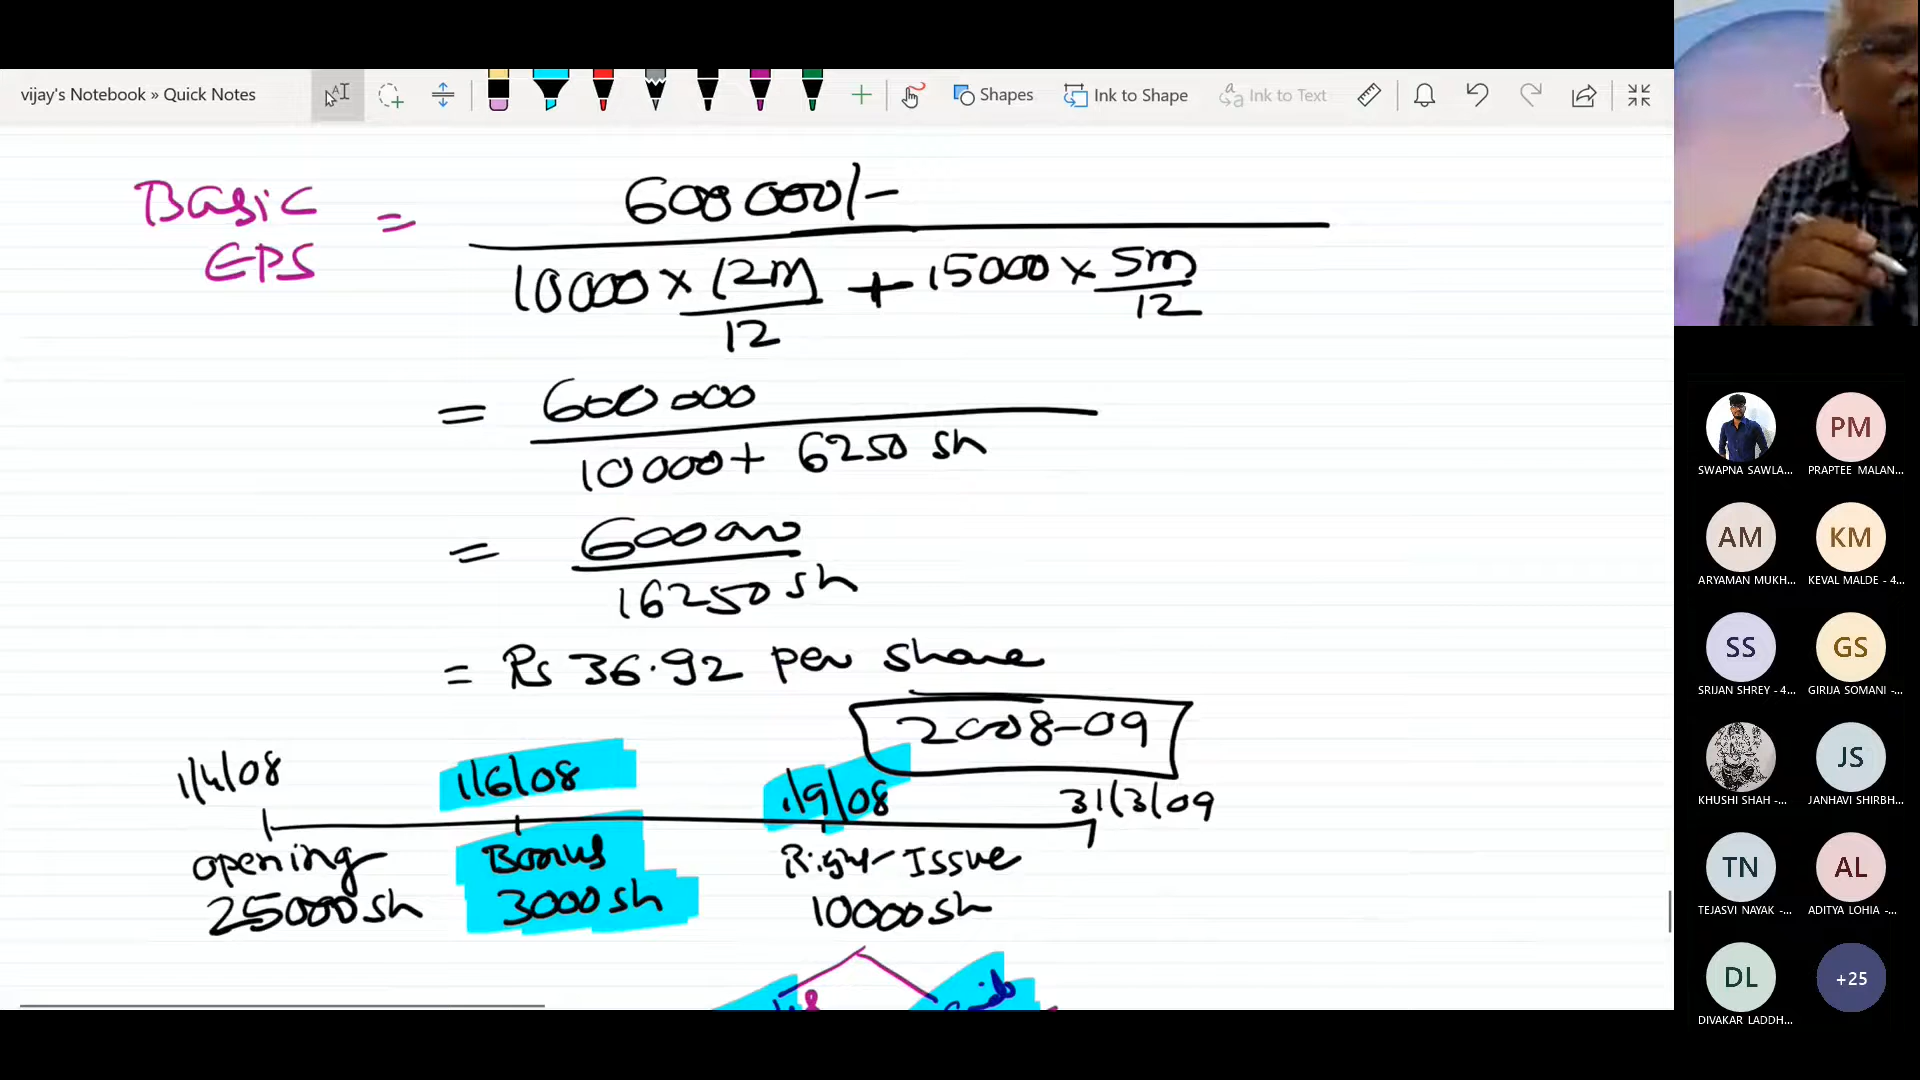 vijay's Notebook » Quick Notes
Shapes
Ink to Shape
Ink to Text
Basic EPS = 600000/-
10000 x 12m/12 + 15000 x 5m/12
= 600000
10000 + 6250 sh
= 600000
16250 sh
= Rs 36.92 per share
2008-09
1/4/08 1/6/08 1/9/08 31/3/09
opening Bonus Right Issue
25000 sh 3000 sh 10000 sh
SWAPNA SAWLA...
PRAPTEE MALAN...
PM
AM
KM
ARYAMAN MUKH...
KEVAL MALDE - 4...
SS
GS
SRIJAN SHREY - 4...
GIRIJA SOMANI -...
JS
KHUSHI SHAH -...
JANHAVI SHIRBH...
TN
AL
TEJASVI NAYAK -...
ADITYA LOHIA -...
DL
+25
DIVAKAR LADDH...